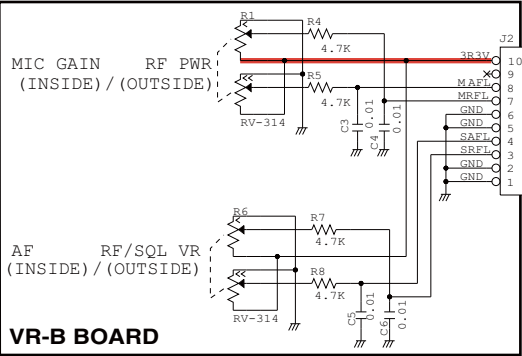 R1
R4
J2
4.7K
3R3V
10
MIC GAIN RF PWR
9
(INSIDE)/(OUTSIDE)
R5
MAFL
8
4.7K
MRFL
7
GND
6
RV-314
C3
0.01
C4
0.01
GND
5
SAFL
4
SRFL
3
GND
2
GND
1
R6
R7
AF RF/SQL VR
4.7K
(INSIDE)/(OUTSIDE)
R8
4.7K
RV-314
C5
0.01
C6
0.01
VR-B BOARD